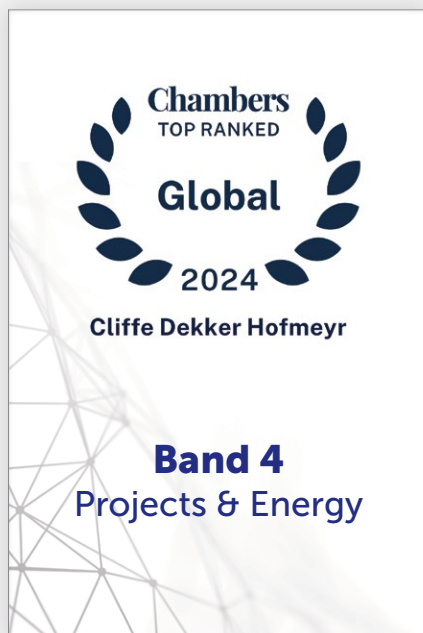 Chambers
TOP RANKED
Global
2024
Cliffe Dekker Hofmeyr
Band 4
Projects & Energy